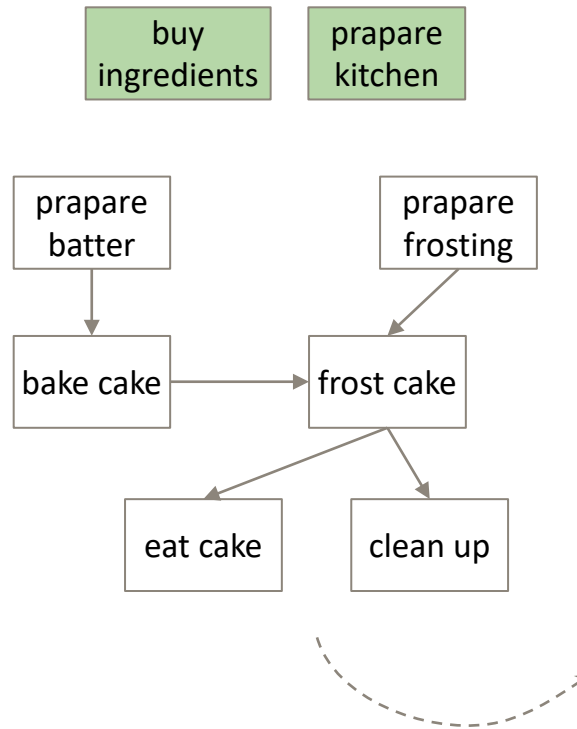 buy
ingredients
prapare
kitchen
prapare
batter
prapare
frosting
bake cake
frost cake
eat cake
clean up